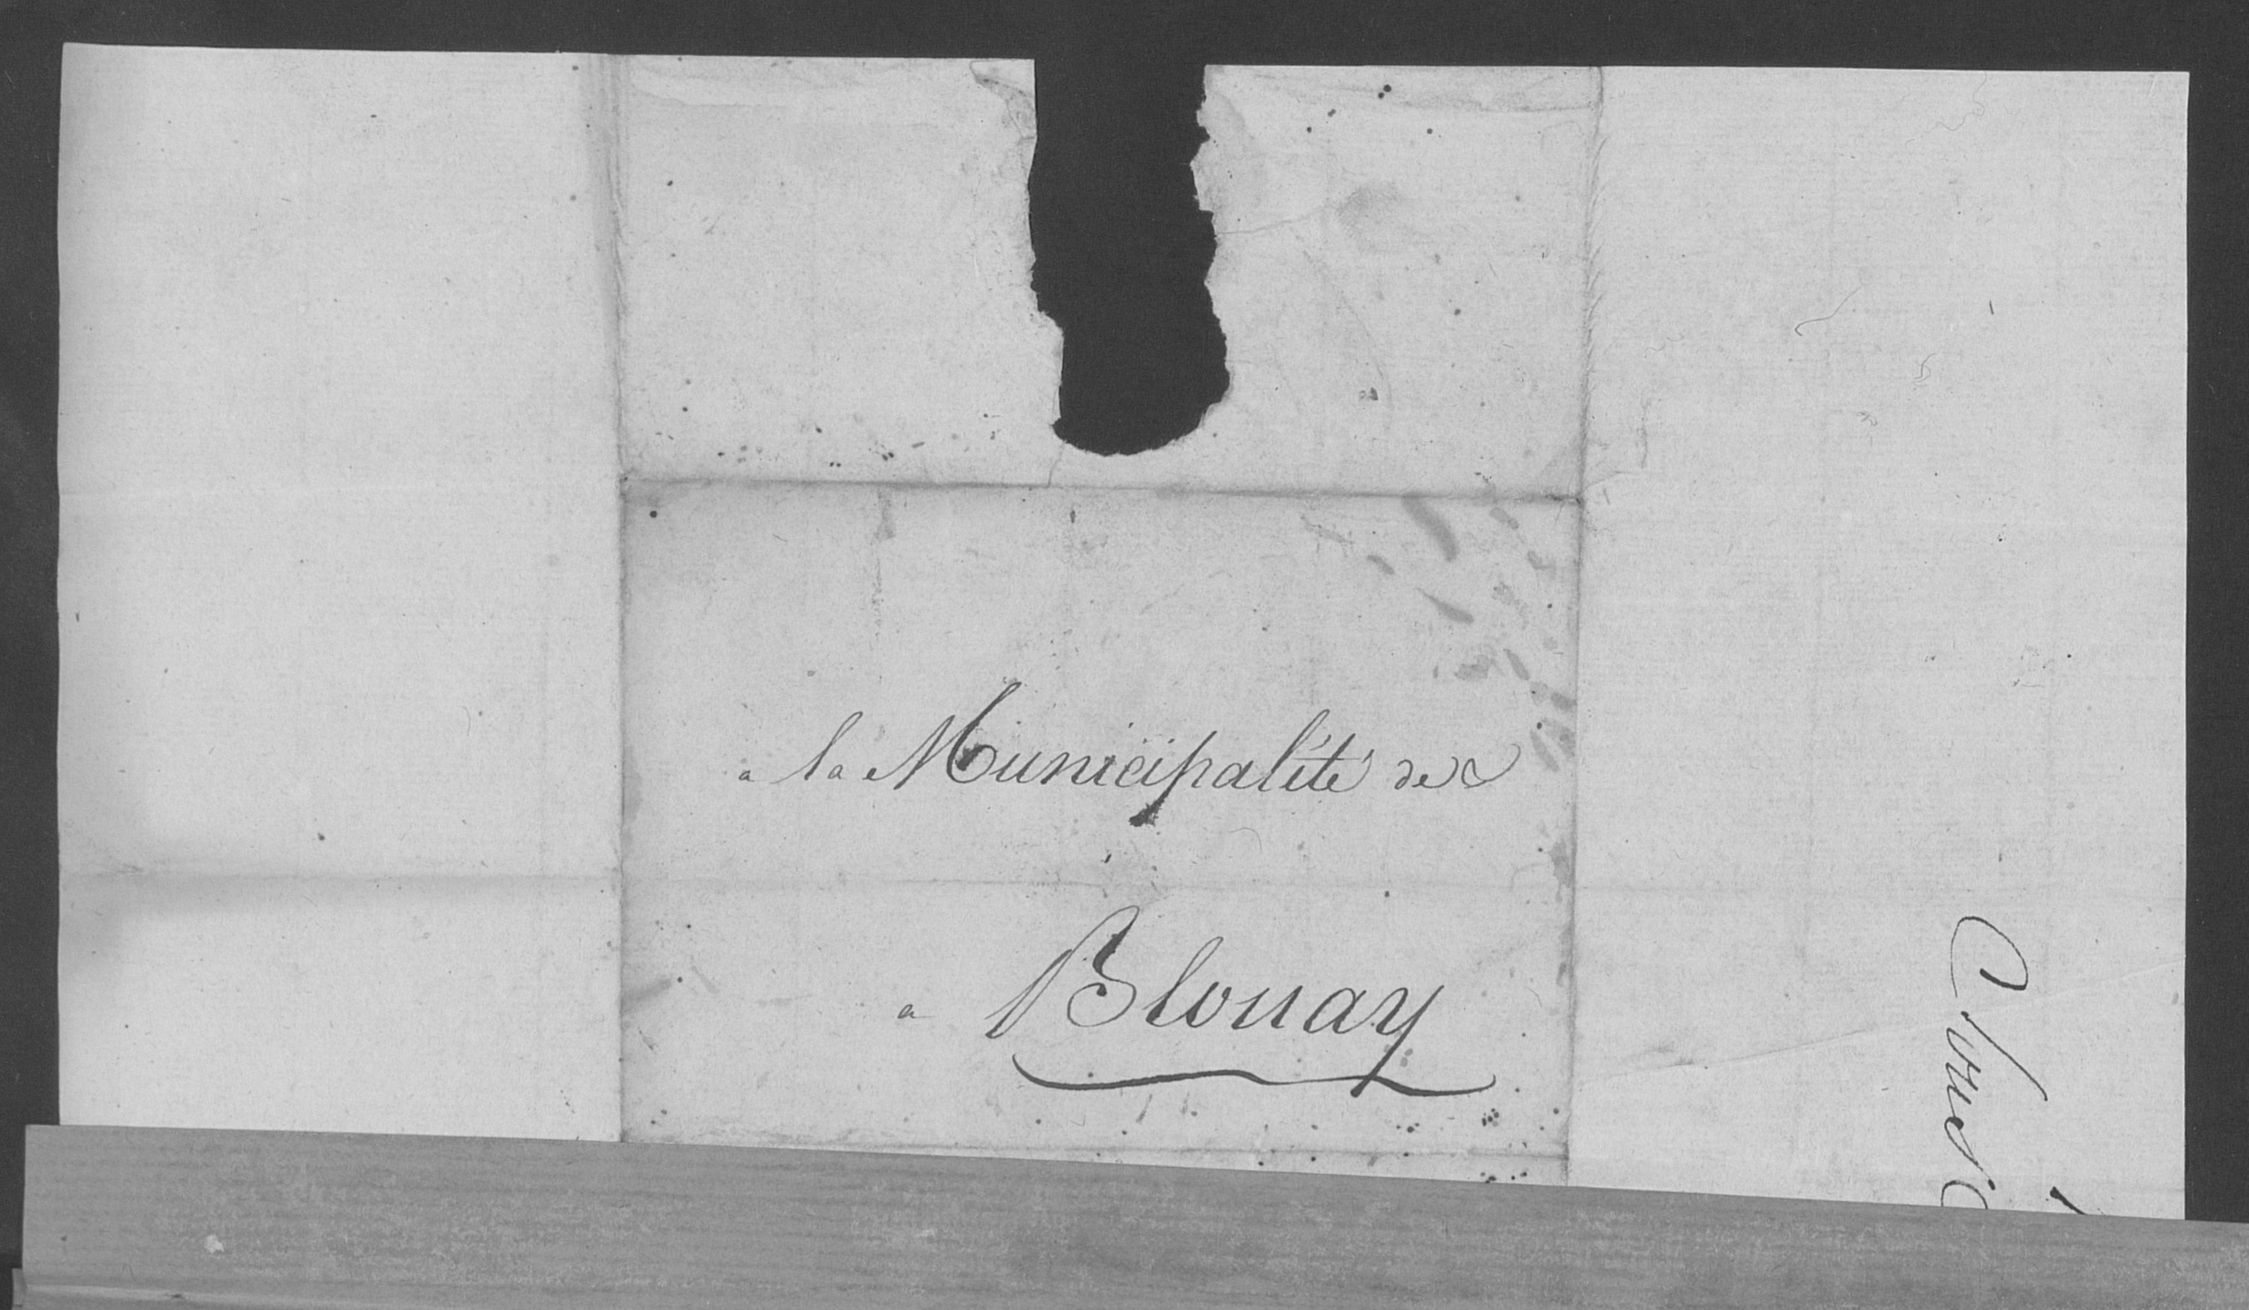 a la Municipalité de
a Blonay